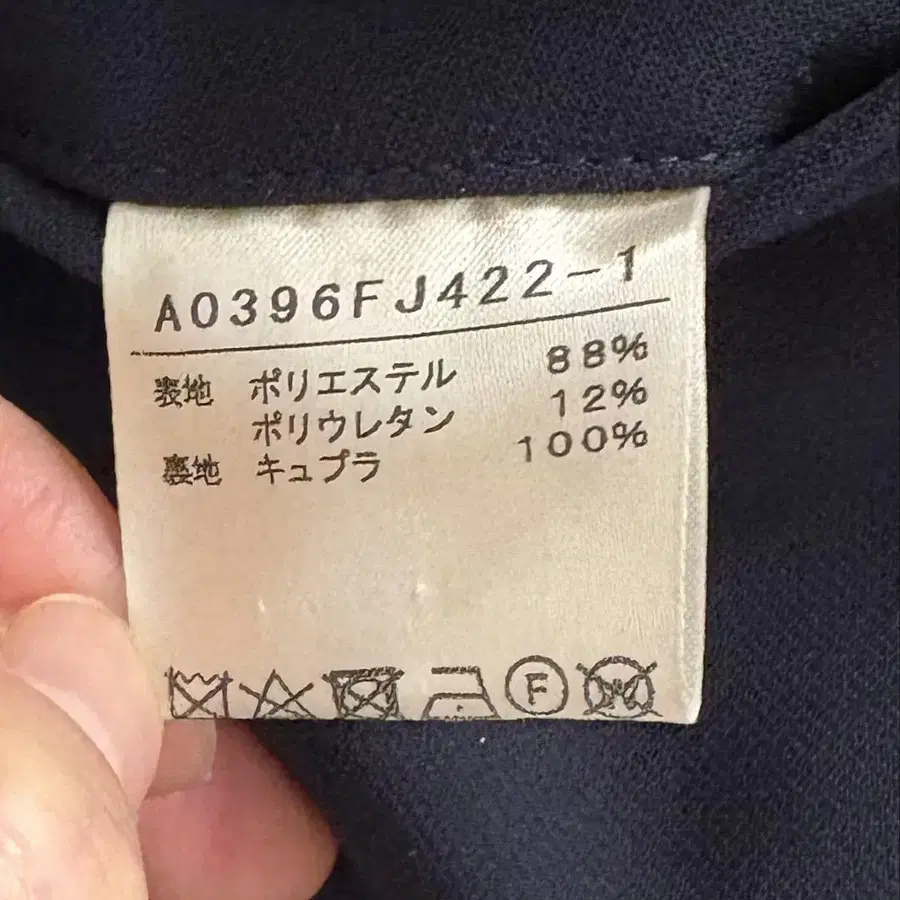 A0396FJ422-1
表地 ポリエステル 88%
ポリウレタン 12%
裏地 キュプラ 100%
F
W